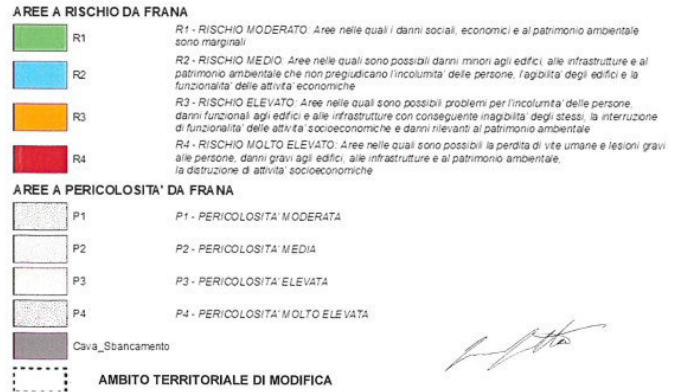 AREE A RISCHIO DA FRANA
R1
R1 - RISCHIO MODERATO: Aree nelle quali i danni sociali, economici e al patrimonio ambientale
sono marginali
R2
R2 - RISCHIO MEDIO: Aree nelle quali sono possibili danni minori agli edifici, alle infrastrutture e al
patrimonio ambientale che non pregiudicano l'incolumita' delle persone, l'agibilita' degli edifici e la
funzionalita' delle attivita' economiche
R3
R3 - RISCHIO ELEVATO: Aree nelle quali sono possibili problemi per l'incolumita' delle persone,
danni funzionali agli edifici e alle infrastrutture con conseguente inagibilita' degli stessi, la interruzione
di funzionalita' delle attivita' socioeconomiche e danni rilevanti al patrimonio ambientale
R4
R4 - RISCHIO MOLTO ELEVATO: Aree nelle quali sono possibili la perdita di vite umane e lesioni gravi
alle persone, danni gravi agli edifici, alle infrastrutture e al patrimonio ambientale,
la distruzione di attivita' socioeconomiche
AREE A PERICOLOSITA' DA FRANA
P1
P1 - PERICOLOSITA' MODERATA
P2
P2 - PERICOLOSITA' MEDIA
P3
P3 - PERICOLOSITA' ELEVATA
P4
P4 - PERICOLOSITA' MOLTO ELEVATA
Cava_Sbancamento
AMBITO TERRITORIALE DI MODIFICA